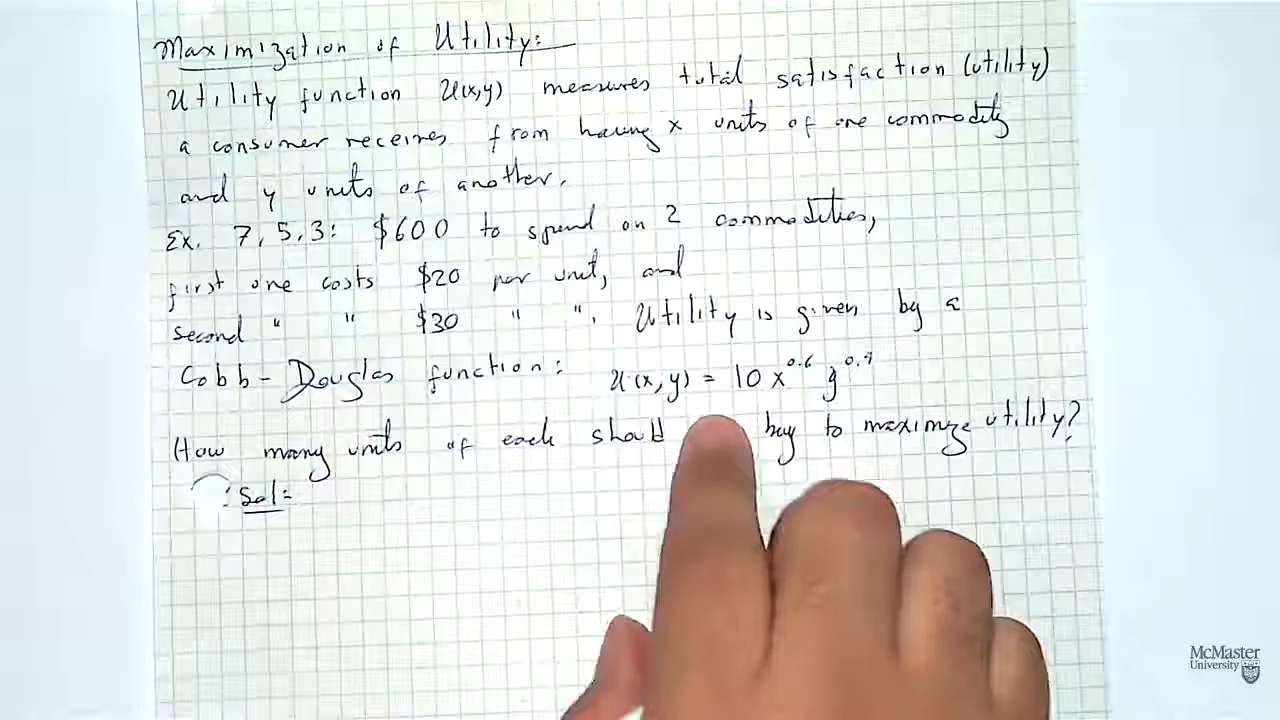 Maximization of Utility:
Utility function U(x,y) measures total satisfaction (utility)
a consumer receives from having x units of one commodity
and y units of another.
Ex. 7.5.3: $600 to spend on 2 commodities,
first one costs $20 per unit, and
second " " $30 " ". Utility is given by a
Cobb-Douglas function: U(x,y) = 10 x^0.6 y^0.4
How many units of each should buy to maximize utility?
: Sol:
McMaster
University